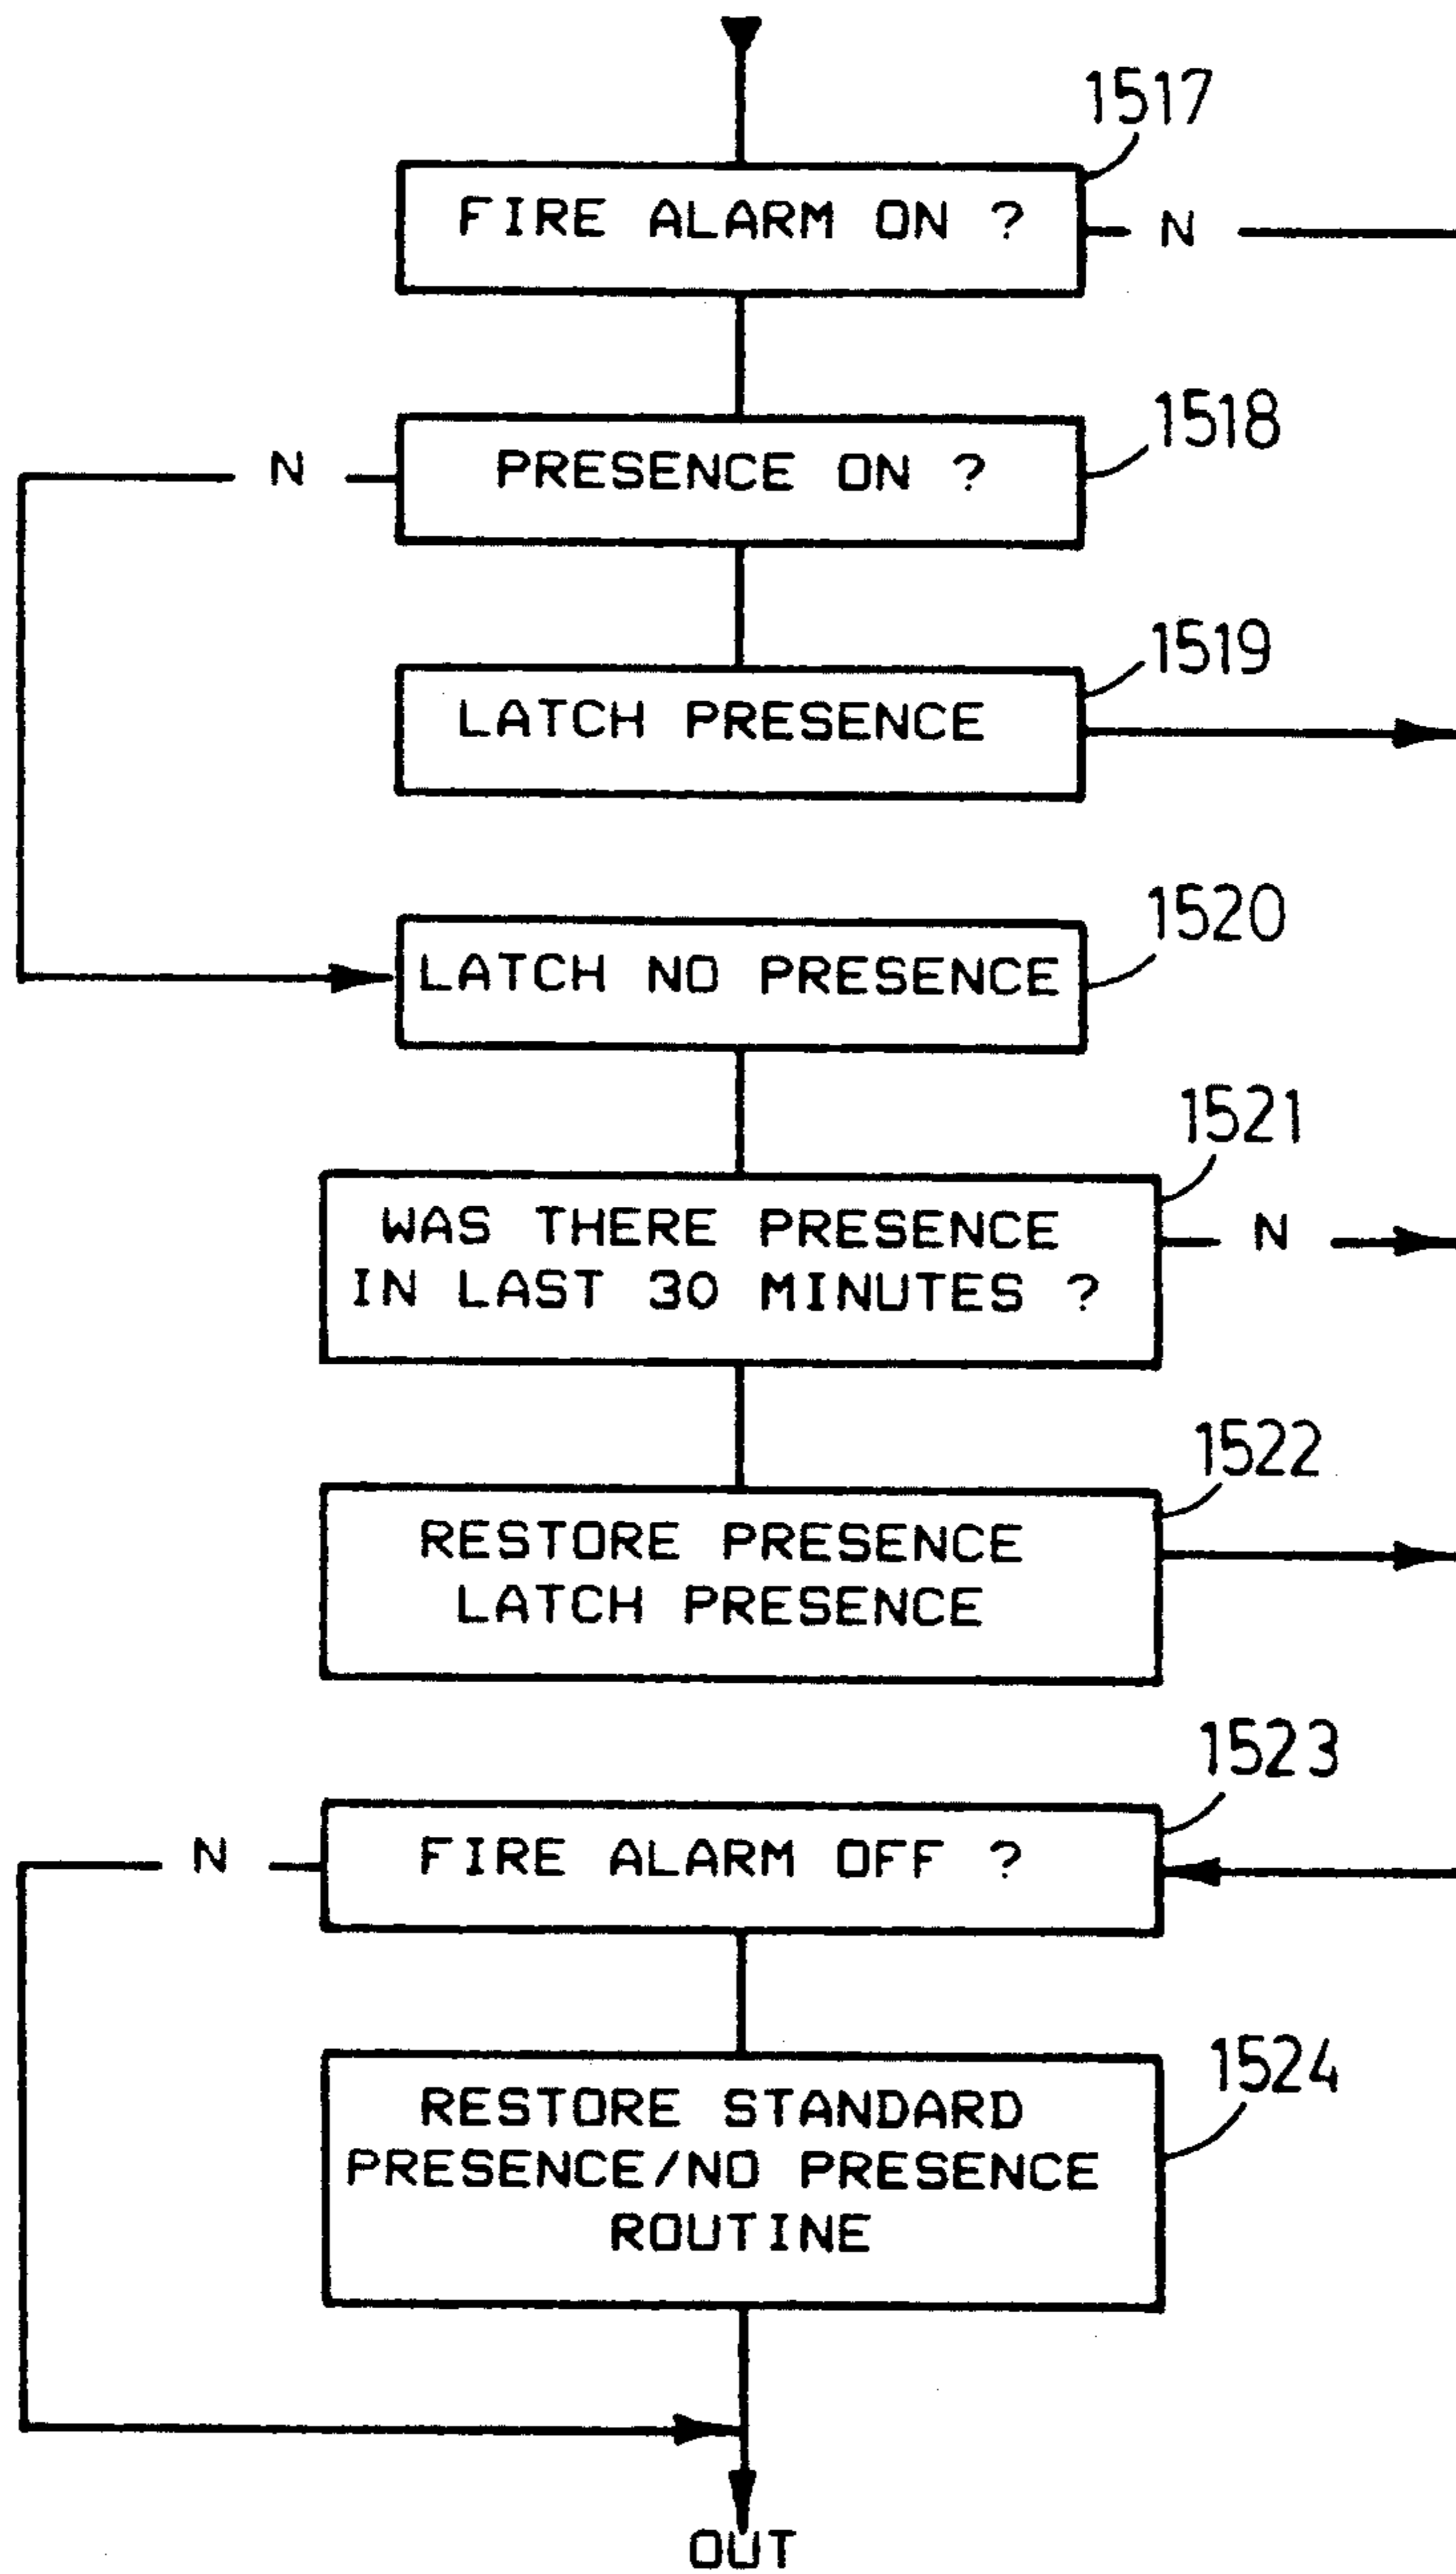 1517
FIRE ALARM ON ?
N
1518
PRESENCE ON ?
N
1519
LATCH PRESENCE
1520
LATCH NO PRESENCE
1521
WAS THERE PRESENCE
IN LAST 30 MINUTES ?
N
1522
RESTORE PRESENCE
LATCH PRESENCE
1523
FIRE ALARM OFF ?
N
1524
RESTORE STANDARD
PRESENCE/NO PRESENCE
ROUTINE
OUT